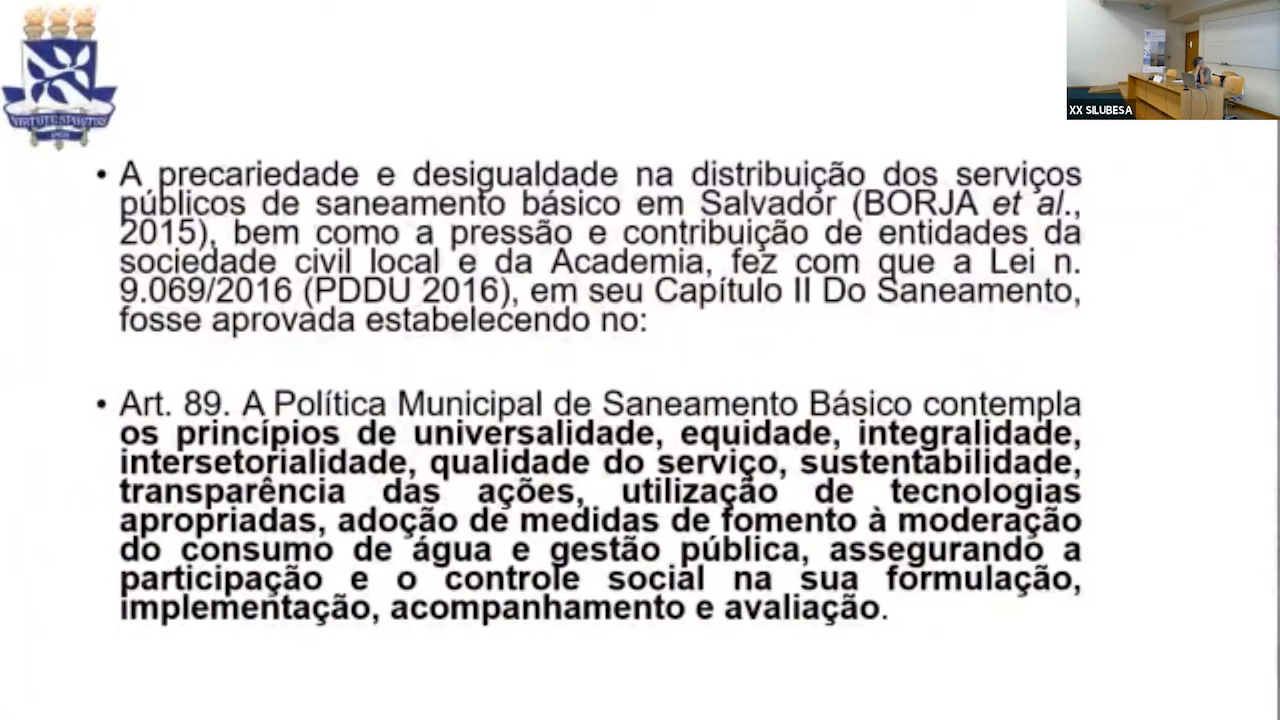 XX SILUBESA
• A precariedade e desigualdade na distribuição dos serviços
públicos de saneamento básico em Salvador (BORJA et al.,
2015), bem como a pressão e contribuição de entidades da
sociedade civil local e da Academia, fez com que a Lei n.
9.069/2016 (PDDU 2016), em seu Capítulo II Do Saneamento,
fosse aprovada estabelecendo no:
• Art. 89. A Política Municipal de Saneamento Básico contempla
os princípios de universalidade, equidade, integralidade,
intersetorialidade, qualidade do serviço, sustentabilidade,
transparência das ações, utilização de tecnologias
apropriadas, adoção de medidas de fomento à moderação
do consumo de água e gestão pública, assegurando a
participação e o controle social na sua formulação,
implementação, acompanhamento e avaliação.